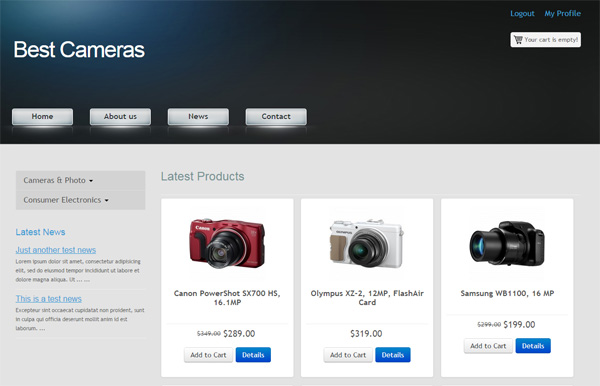 Logout My Profile
Your cart is empty!
Best Cameras
Home About us News Contact
Cameras & Photo
Consumer Electronics
Latest News
Just another test news
Lorem ipsum dolor sit amet, consectetur adipisicing
elit, sed do eiusmod tempor incididunt ut labore et
dolore magna aliqua. Ut ... ...
This is a test news
Excepteur sint occaecat cupidatat non proident, sunt
in culpa qui officia deserunt mollit anim id est
laborum. ...
Latest Products
Canon
Canon PowerShot SX700 HS,
16.1MP
$349.00 $289.00
Add to Cart Details
OLYMPUS
Olympus XZ-2, 12MP, FlashAir
Card
$319.00
Add to Cart Details
Samsung WB1100, 16 MP
$299.00 $199.00
Add to Cart Details